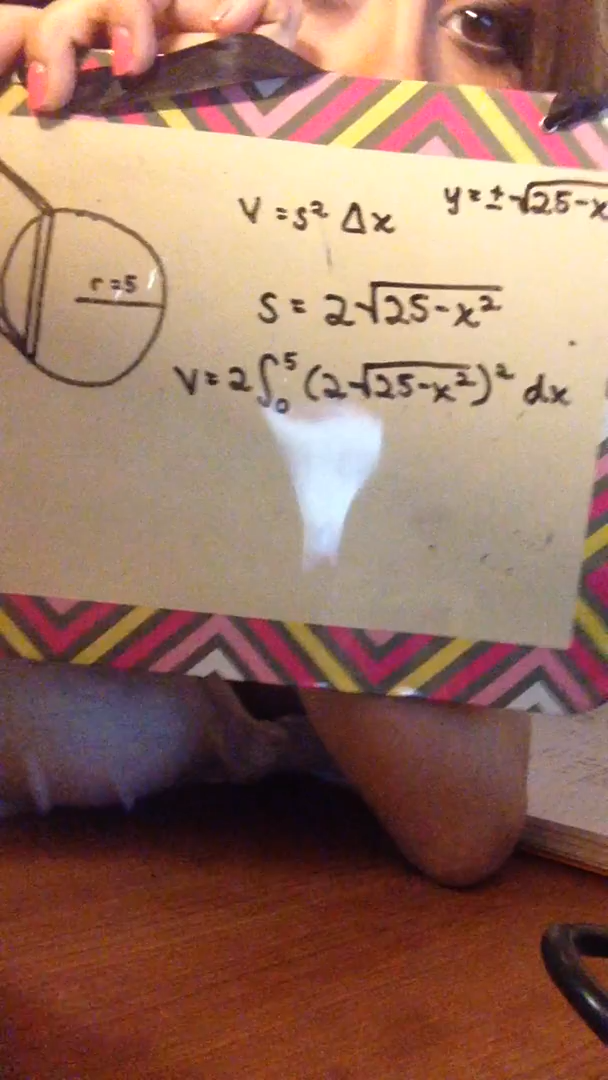 V = s² Δx
y = ± √25-x
r = 5
s = 2√25-x²
V = 2∫₀⁵ (2√25-x²)² dx